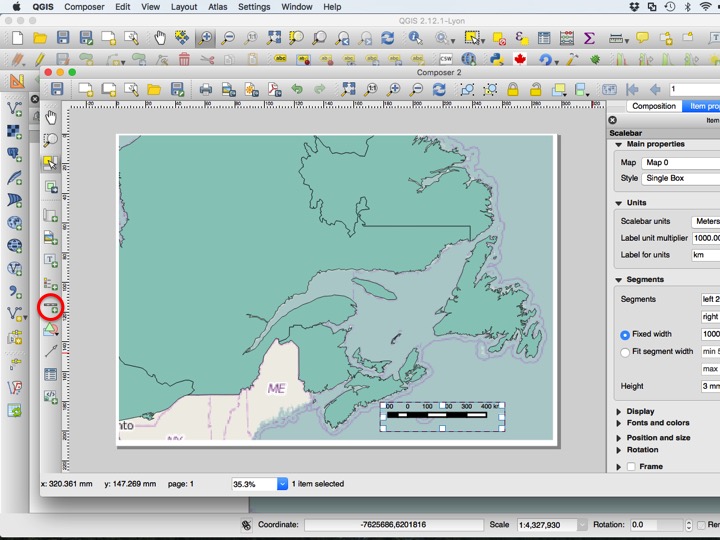 QGIS Composer Edit View Layout Atlas Settings Window Help
QGIS 2.12.1-Lyon
abc
csw
Composer 2
1
Composition
Item prop
Item
Scalebar
Main properties
Map Map 0
Style Single Box
Units
Scalebar units Meters
Label unit multiplier 1000.00
Label for units km
Segments
Segments left 2
right
Fixed width 1000
Fit segment width min 5
max
Height 3 mm
Display
Fonts and colors
Position and size
Rotation
Frame
ME
nto
NY
00 0 100 200 300 400 k
x: 320.361 mm y: 147.269 mm page: 1 35.3% 1 item selected
Coordinate: -7625686,6201816 Scale 1:4,327,930 Rotation: 0.0 Ren